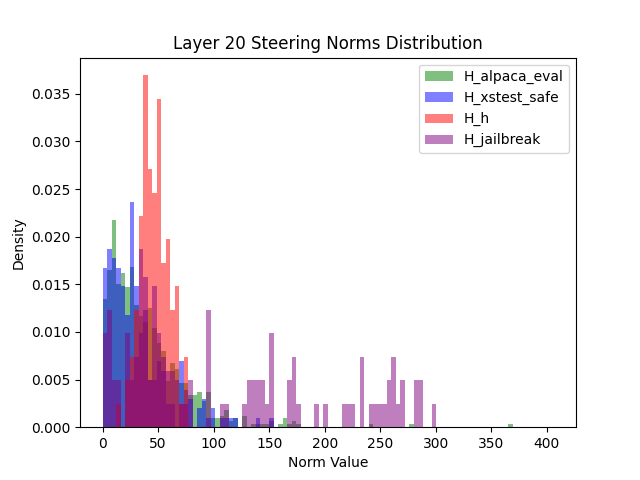 Layer 20 Steering Norms Distribution
H_alpaca_eval
H_xstest_safe
H_h
H_jailbreak
0.035
0.030
0.025
0.020
0.015
0.010
0.005
0.000
Density
0 50 100 150 200 250 300 350 400
Norm Value